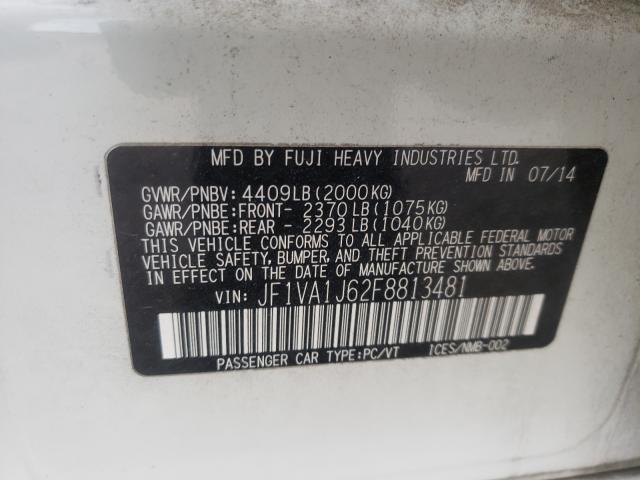 MFD BY FUJI HEAVY INDUSTRIES LTD.
MFD IN 07/14
GVWR/PNBV: 4409LB(2000KG)
GAWR/PNBE:FRONT- 2370LB(1075KG)
GAWR/PNBE:REAR - 2293LB(1040KG)
THIS VEHICLE CONFORMS TO ALL APPLICABLE FEDERAL MOTOR
VEHICLE SAFETY, BUMPER, AND THEFT PREVENTION STANDARDS
IN EFFECT ON THE DATE OF MANUFACTURE SHOWN ABOVE.
VIN: JF1VA1J62F8813481
PASSENGER CAR TYPE:PC/VT ICES/NMB-002